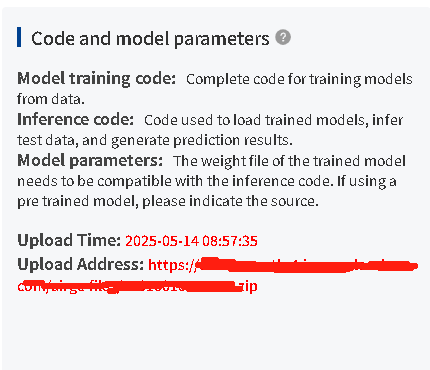 Code and model parameters ?
Model training code: Complete code for training models
from data.
Inference code: Code used to load trained models, infer
test data, and generate prediction results.
Model parameters: The weight file of the trained model
needs to be compatible with the inference code. If using a
pre trained model, please indicate the source.
Upload Time: 2025-05-14 08:57:35
Upload Address: https:/
zip